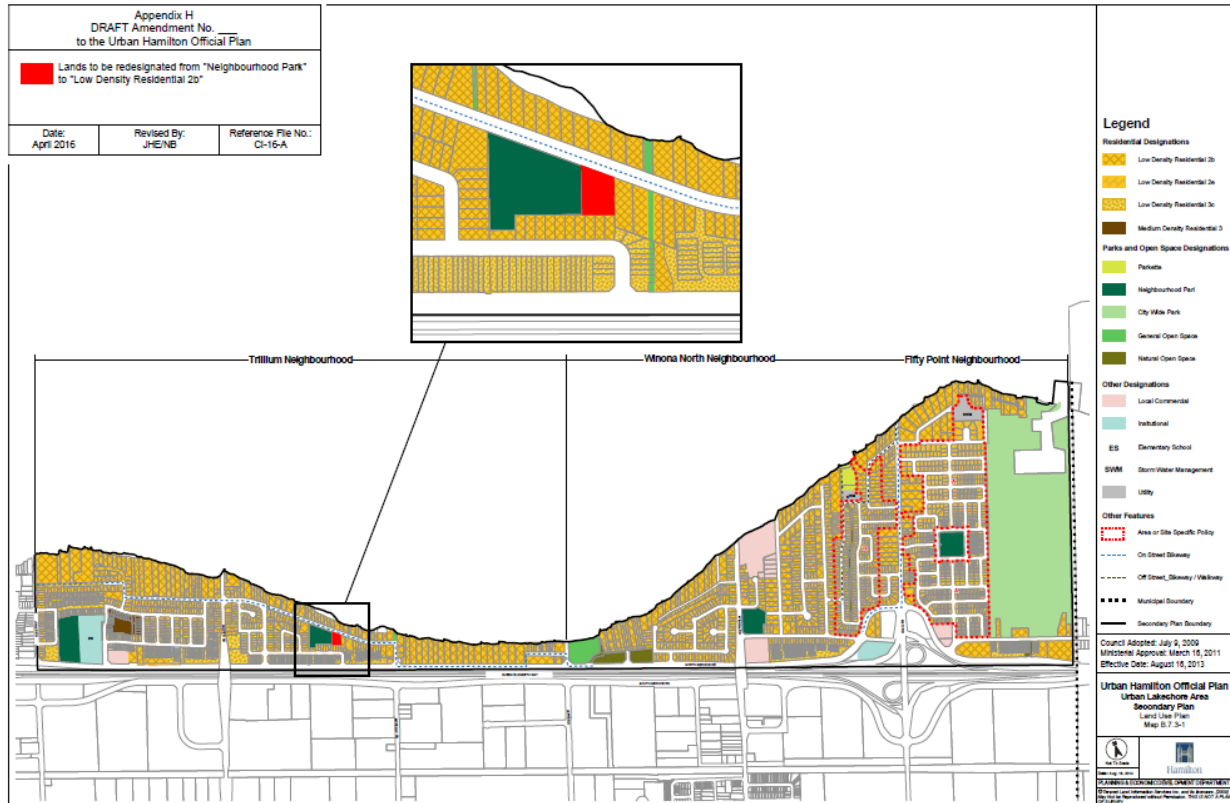 Appendix H
DRAFT Amendment No. ___
to the Urban Hamilton Official Plan
Lands to be redesignated from "Neighbourhood Park"
to "Low Density Residential 2b"
Date:
April 2016
Revised By:
JHE/NB
Reference File No.:
CI-16-A
Trillium Neighbourhood
Winona North Neighbourhood
Fifty Point Neighbourhood
ES
Legend
Residential Designations
Low Density Residential 2b
Low Density Residential 2e
Low Density Residential 3c
Medium Density Residential 3
Parks and Open Space Designations
Parkette
Neighbourhood Park
City Wide Park
General Open Space
Natural Open Space
Other Designations
Local Commercial
Institutional
ES
Elementary School
SWM
Storm Water Management
Utility
Other Features
Area or Site Specific Policy
On Street Bikeway
Off Street_Bikeway / Walkway
Municipal Boundary
Secondary Plan Boundary
Council Adopted: July 9, 2009
Ministerial Approval: March 16, 2011
Effective Date: August 16, 2013
Urban Hamilton Official Plan
Urban Lakeshore Area
Secondary Plan
Land Use Plan
Map B.7.3-1
Not To Scale
Hamilton
PLANNING & ECONOMIC DEVELOPMENT DEPARTMENT